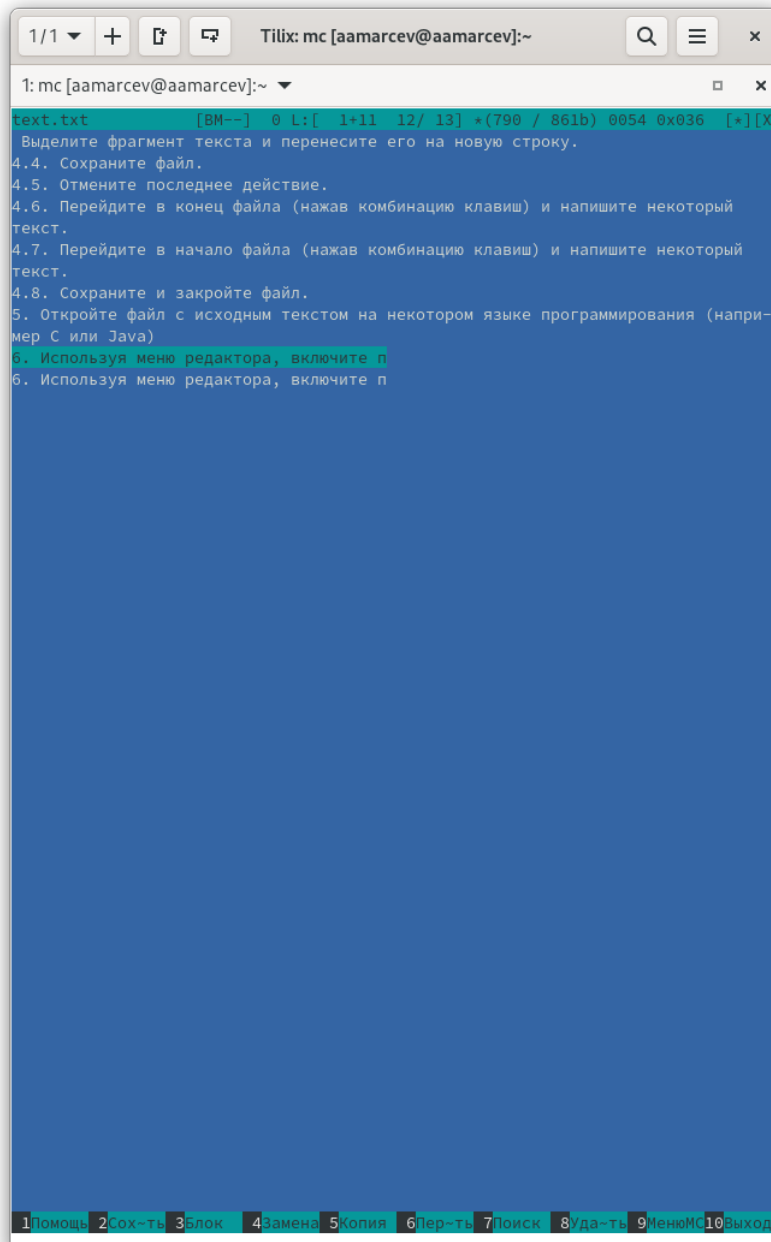 1/1
Tilix: mc [aamarcev@aamarcev]:~
1: mc [aamarcev@aamarcev]:~
text.txt [BM--] 0 L:[ 1+11 12/ 13] *(790 / 861b) 0054 0x036 [*][X
Выделите фрагмент текста и перенесите его на новую строку.
4.4. Сохраните файл.
4.5. Отмените последнее действие.
4.6. Перейдите в конец файла (нажав комбинацию клавиш) и напишите некоторый
текст.
4.7. Перейдите в начало файла (нажав комбинацию клавиш) и напишите некоторый
текст.
4.8. Сохраните и закройте файл.
5. Откройте файл с исходным текстом на некотором языке программирования (напри-
мер C или Java)
6. Используя меню редактора, включите п
6. Используя меню редактора, включите п
1Помощь 2Сох~ть 3Блок 4Замена 5Копия 6Пер~ть 7Поиск 8Уда~ть 9МенюMC 10Выход